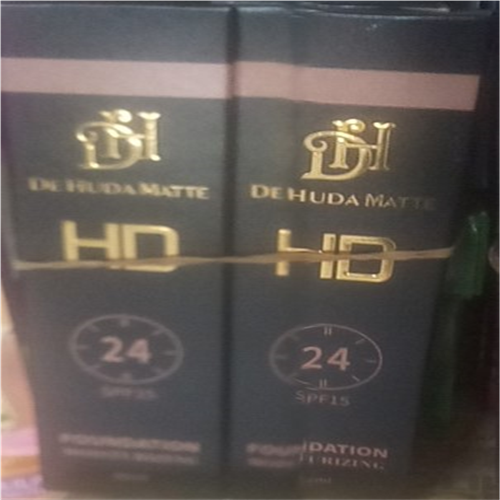 DH
DE HUDA MATTE
HD
24
SPF15
FOUNDATION
DH
DE HUDA MATTE
HD
24
SPF15
FOUNDATION